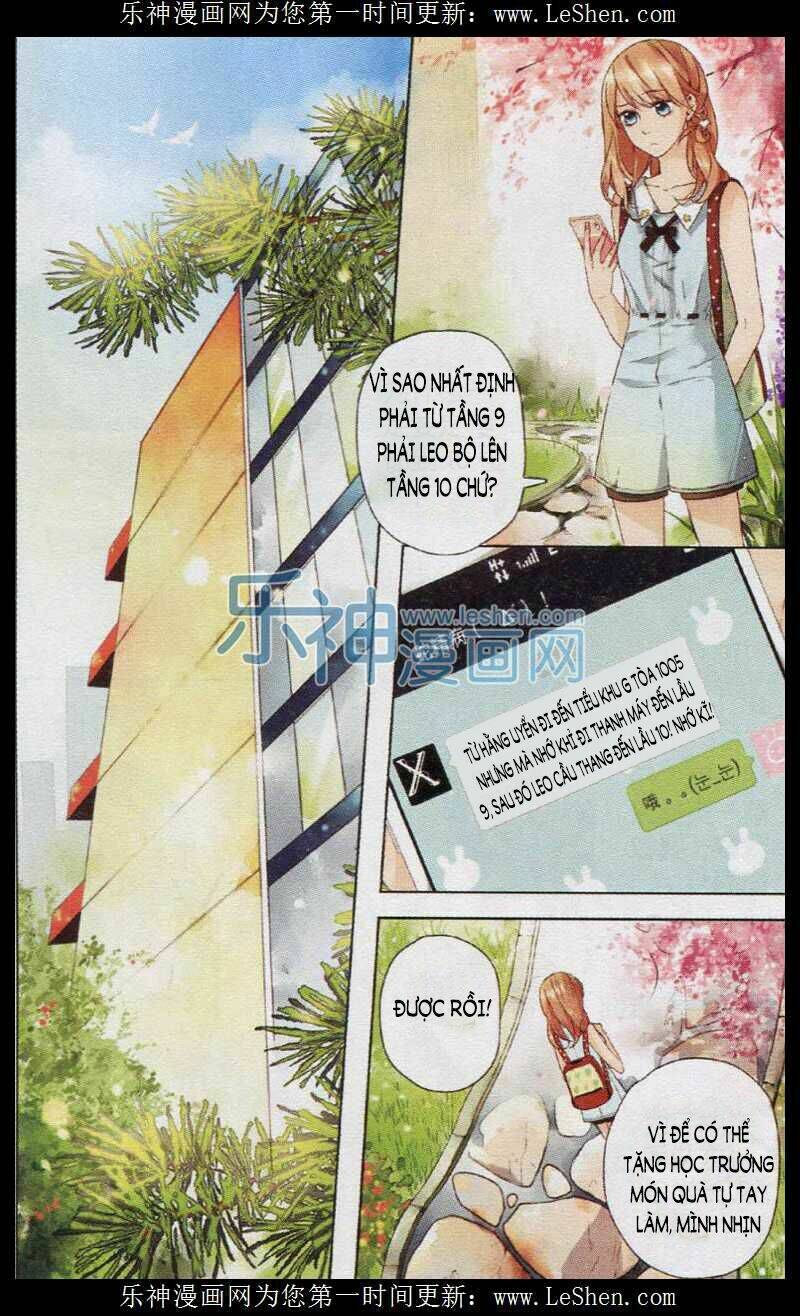 乐神漫画网为您第一时间更新：www.LeShen.com
VÌ SAO NHẤT ĐỊNH
PHẢI TỪ TẦNG 9
PHẢI LEO BỘ LÊN
TẦNG 10 CHỨ?
H+
乐神漫画网
www.leshen.com
TỪ HẰNG UYỂN ĐI ĐẾN TIỂU KHU G TÒA 1005
NHƯNG MÀ NHỚ KHỈ ĐI THANH MÁY ĐẾN LẦU
9, SAU ĐÓ LEO CẦU THANG ĐẾN LẦU 10! NHỚ KĨ!
X
哦。。(눈_눈)
ĐƯỢC RỒI!
VÌ ĐỂ CÓ THỂ
TẶNG HỌC TRƯỞNG
MÓN QUÀ TỰ TAY
LÀM, MÌNH NHỊN
乐神漫画网为您第一时间更新：www.LeShen.com